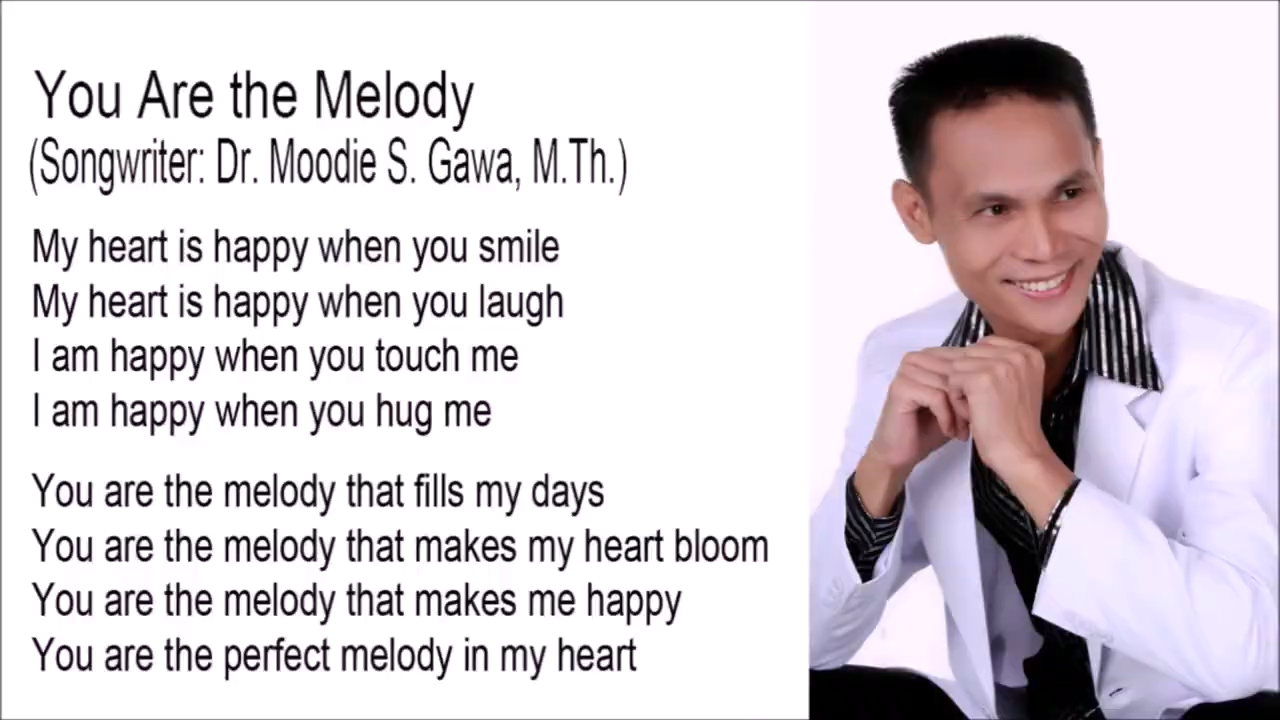 You Are the Melody
(Songwriter: Dr. Moodie S. Gawa, M.Th.)
My heart is happy when you smile
My heart is happy when you laugh
I am happy when you touch me
I am happy when you hug me
You are the melody that fills my days
You are the melody that makes my heart bloom
You are the melody that makes me happy
You are the perfect melody in my heart